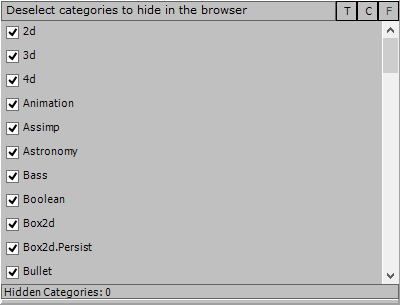 Deselect categories to hide in the browser T C F
2d
3d
4d
Animation
Assimp
Astronomy
Bass
Boolean
Box2d
Box2d.Persist
Bullet
Hidden Categories: 0